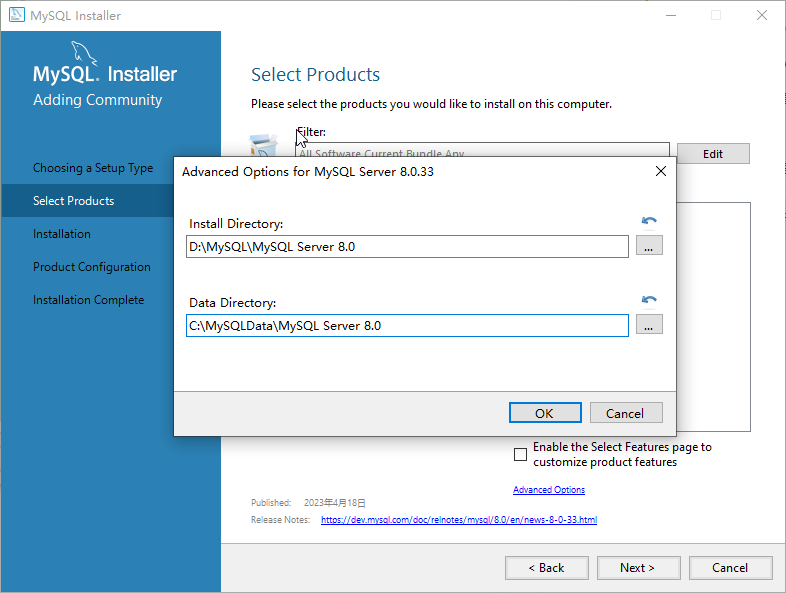 MySQL Installer
MySQL. Installer
Adding Community
Choosing a Setup Type
Select Products
Installation
Product Configuration
Installation Complete
Select Products
Please select the products you would like to install on this computer.
Filter:
All Software,Current Bundle,Any
Edit
Advanced Options for MySQL Server 8.0.33
Install Directory:
D:\MySQL\MySQL Server 8.0
...
Data Directory:
C:\MySQLData\MySQL Server 8.0
...
OK
Cancel
Enable the Select Features page to
customize product features
Advanced Options
Published: 2023年4月18日
Release Notes: https://dev.mysql.com/doc/relnotes/mysql/8.0/en/news-8-0-33.html
< Back
Next >
Cancel